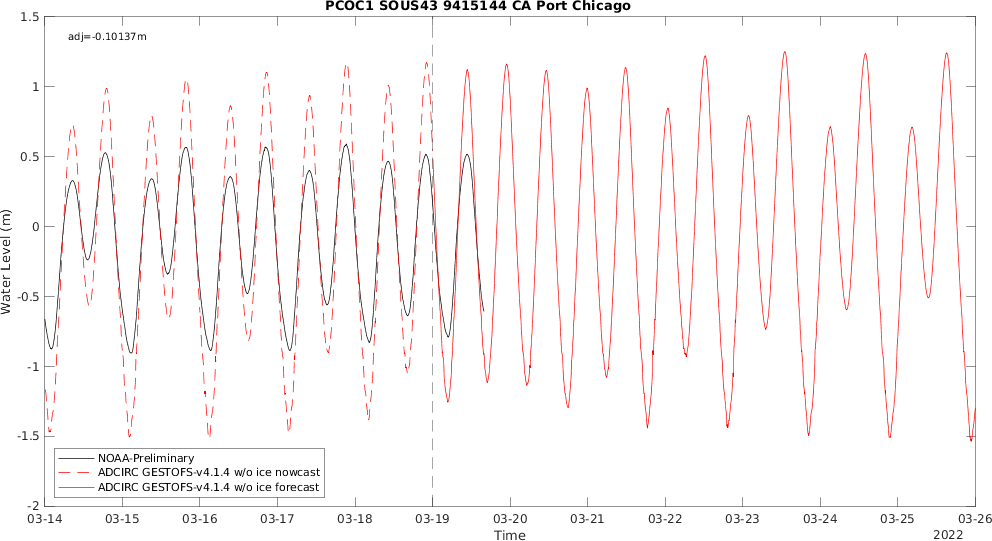 PCOC1 SOUS43 9415144 CA Port Chicago
adj=-0.10137m
1.5
1
0.5
0
-0.5
-1
-1.5
-2
Water Level (m)
NOAA-Preliminary
ADCIRC GESTOFS-v4.1.4 w/o ice nowcast
ADCIRC GESTOFS-v4.1.4 w/o ice forecast
03-14 03-15 03-16 03-17 03-18 03-19 03-20 03-21 03-22 03-23 03-24 03-25 03-26
Time
2022